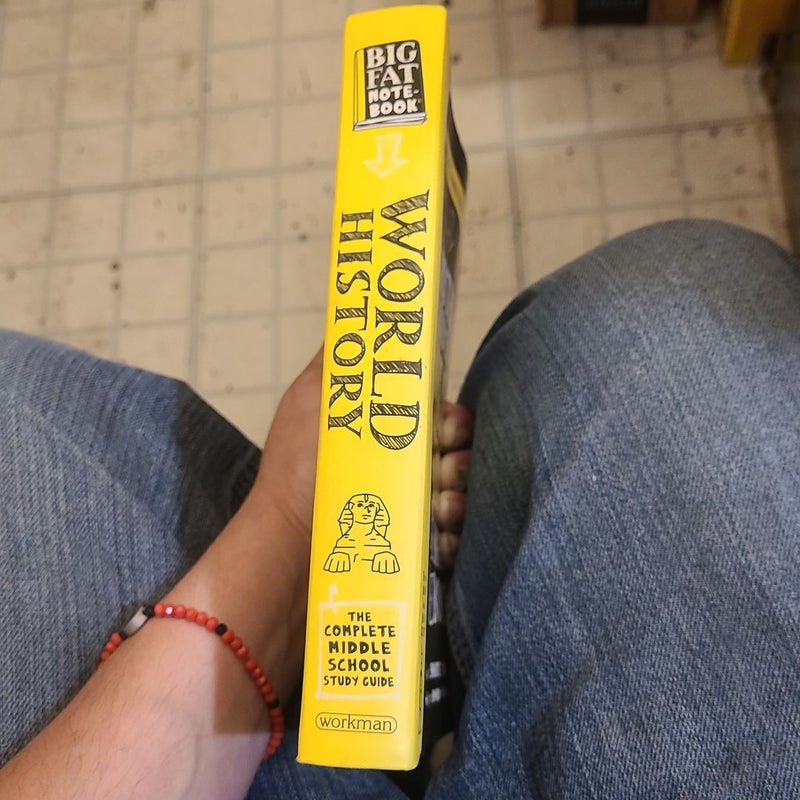 BIG
FAT
NOTE-
BOOK
WORLD
HISTORY
THE
COMPLETE
MIDDLE
SCHOOL
STUDY GUIDE
workman